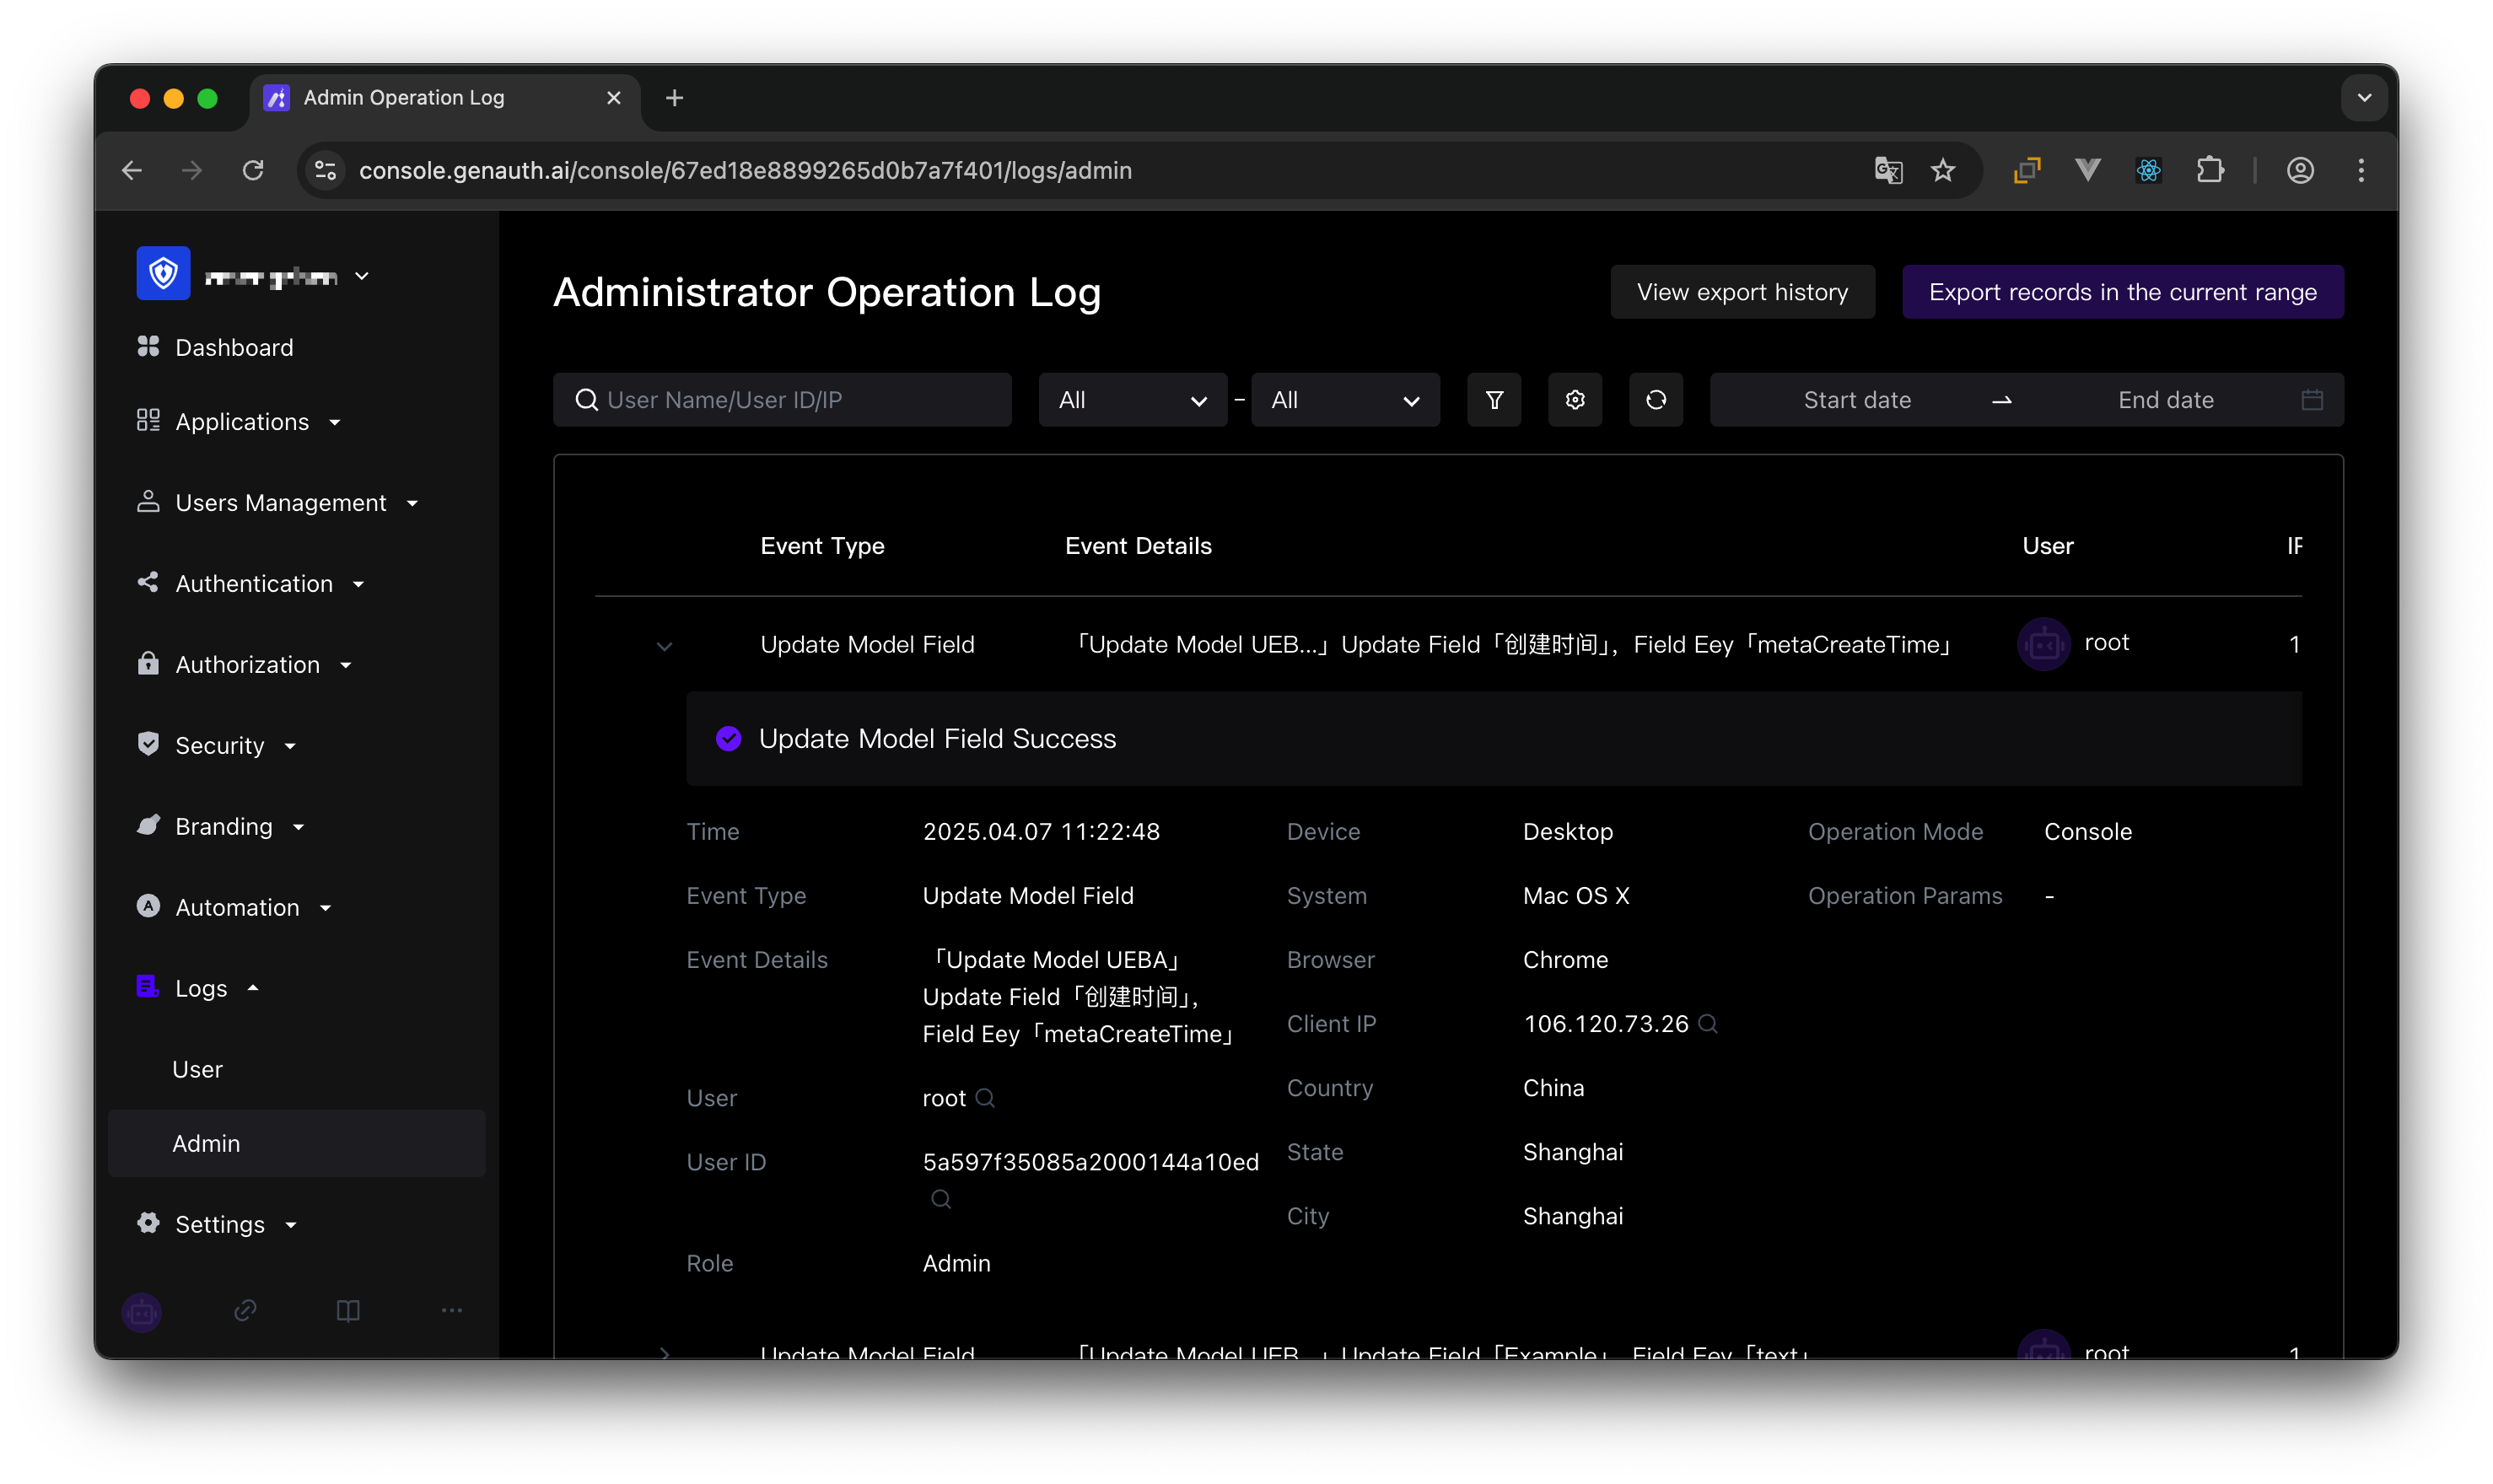 Admin Operation Log
console.genauth.ai/console/67ed18e8899265d0b7a7f401/logs/admin
Dashboard
Applications
Users Management
Authentication
Authorization
Security
Branding
Automation
Logs
User
Admin
Settings
Administrator Operation Log
View export history
Export records in the current range
User Name/User ID/IP
All
–
All
Start date
End date
Event Type Event Details User
Update Model Field 「Update Model UEB...」Update Field「创建时间」, Field Eey「metaCreateTime」 root 1
Update Model Field Success
Time 2025.04.07 11:22:48 Device Desktop Operation Mode Console
Event Type Update Model Field System Mac OS X Operation Params -
Event Details 「Update Model UEBA」 Browser Chrome
Update Field「创建时间」,
Field Eey「metaCreateTime」 Client IP 106.120.73.26
User root Country China
User ID 5a597f35085a2000144a10ed State Shanghai
City Shanghai
Role Admin
Update Model Field 「Update Model UEB...」Update Field「Example」, Field Eey「text」 root 1